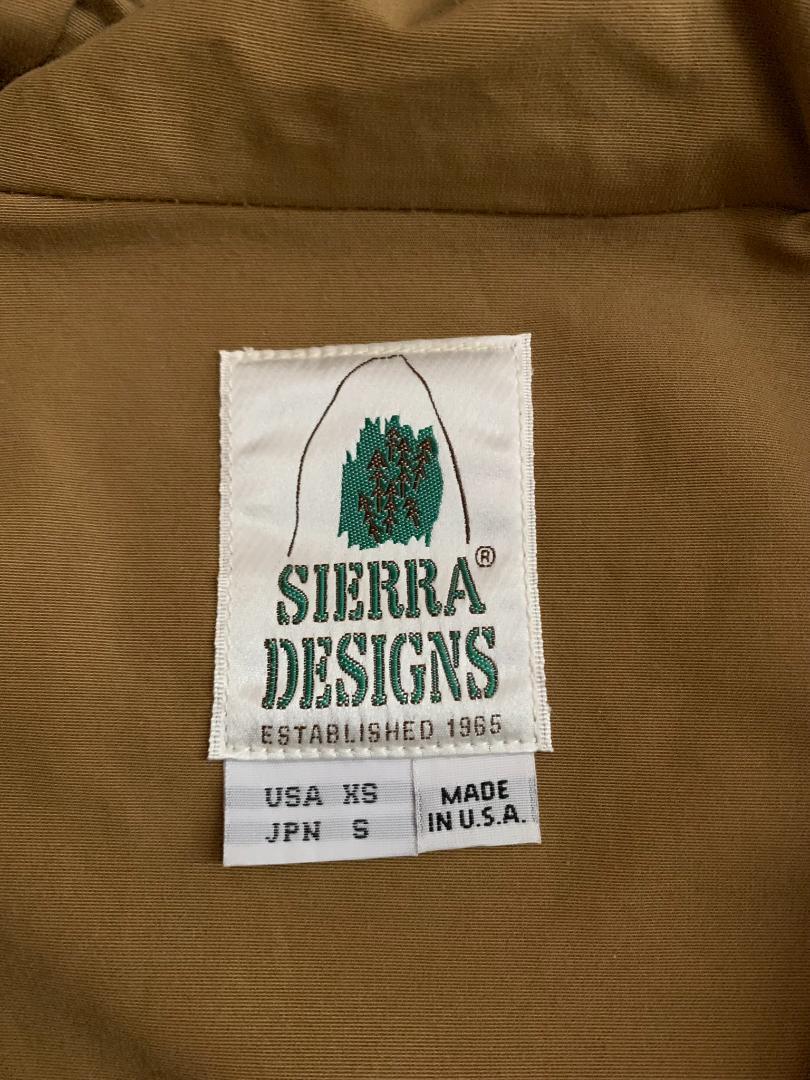 SIERRA®
DESIGNS
ESTABLISHED 1965
USA XS
JPN S
MADE
IN U.S.A.